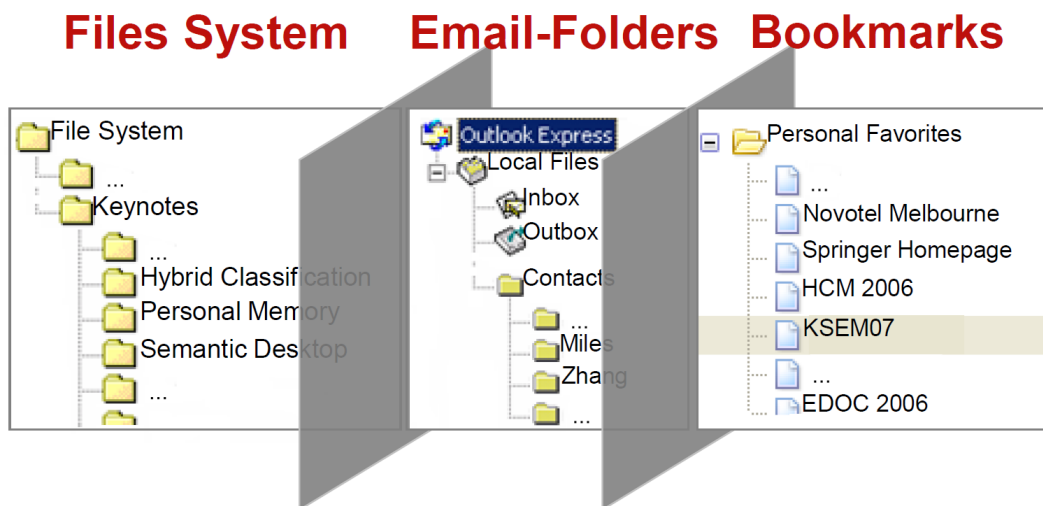 Files System
Email-Folders
Bookmarks
File System
...
Keynotes
...
Hybrid Classification
Personal Memory
Semantic Desktop
...
Outlook Express
Local Files
Inbox
Outbox
Contacts
...
Miles
Zhang
...
Personal Favorites
...
Novotel Melbourne
Springer Homepage
HCM 2006
KSEM07
...
EDOC 2006